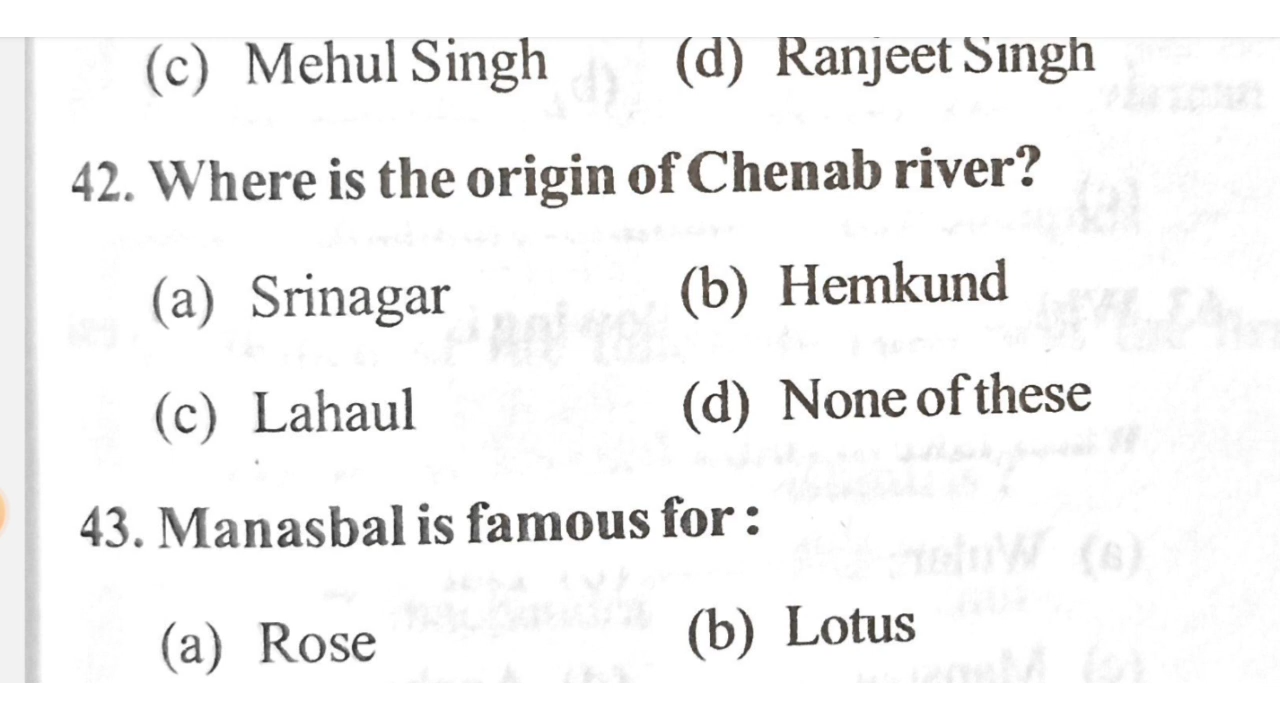 (c) Mehul Singh (d) Ranjeet Singh
42. Where is the origin of Chenab river?
(a) Srinagar (b) Hemkund
(c) Lahaul (d) None of these
43. Manasbal is famous for :
(a) Rose (b) Lotus